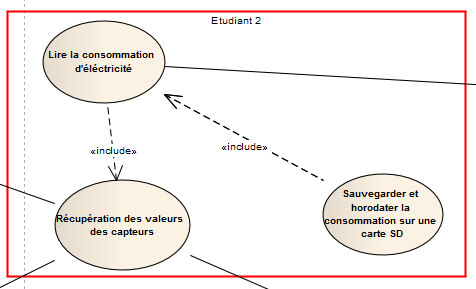 Etudiant 2
Lire la consommation
d'éléctricité
«include»
«include»
Sauvegarder et
horodater la
consommation sur une
carte SD
Récupération des valeurs
des capteurs